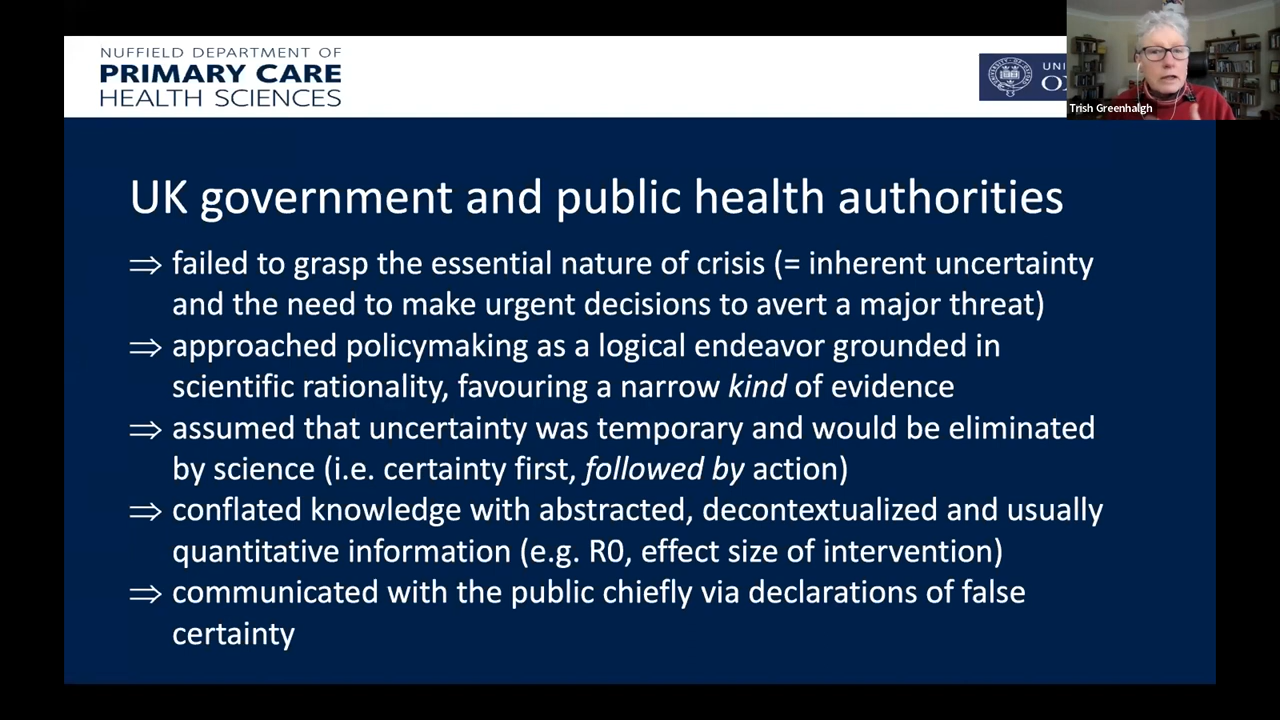 NUFFIELD DEPARTMENT OF
PRIMARY CARE
HEALTH SCIENCES
Trish Greenhalgh
UK government and public health authorities
⇒ failed to grasp the essential nature of crisis (= inherent uncertainty
and the need to make urgent decisions to avert a major threat)
⇒ approached policymaking as a logical endeavor grounded in
scientific rationality, favouring a narrow kind of evidence
⇒ assumed that uncertainty was temporary and would be eliminated
by science (i.e. certainty first, followed by action)
⇒ conflated knowledge with abstracted, decontextualized and usually
quantitative information (e.g. R0, effect size of intervention)
⇒ communicated with the public chiefly via declarations of false
certainty